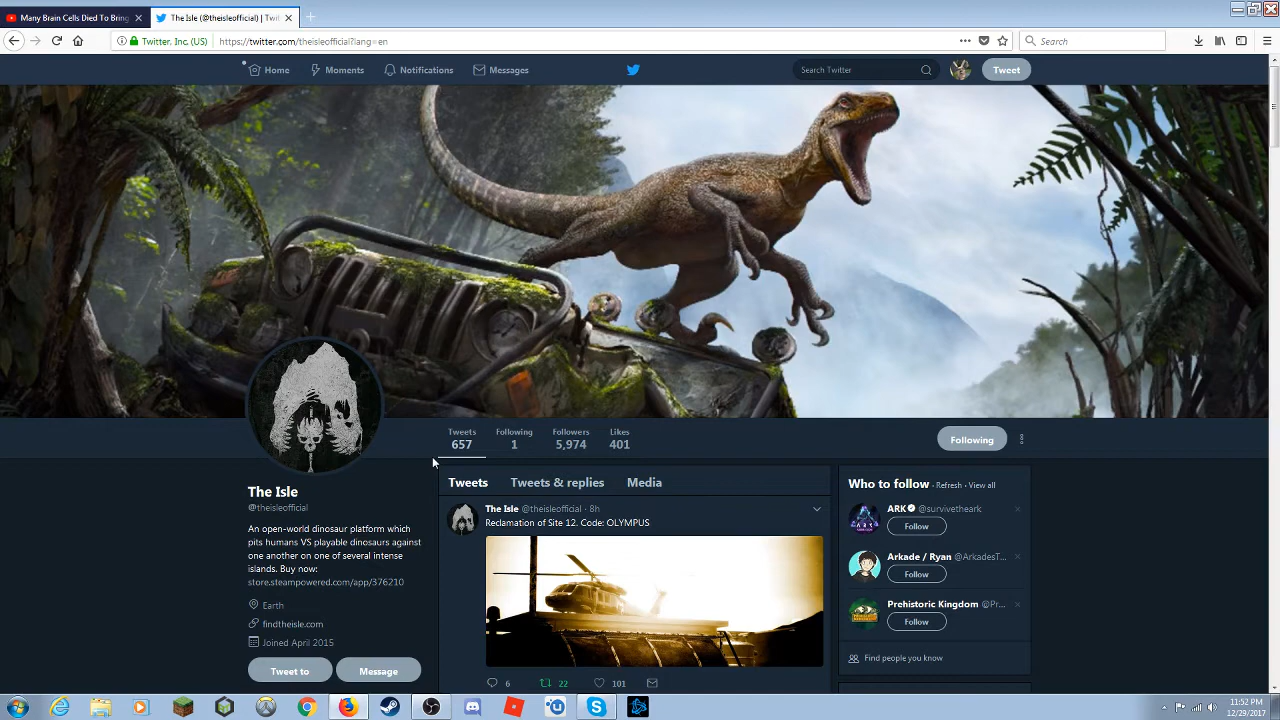 Many Brain Cells Died To Bring
The Isle (@theisleofficial) | Twit
Twitter, Inc. (US)
https://twitter.com/theisleofficial?lang=en
Search
Home
Moments
Notifications
Messages
Search Twitter
Tweet
Tweets
657
Following
1
Followers
5,974
Likes
401
Following
The Isle
@theisleofficial
An open-world dinosaur platform which
pits humans VS playable dinosaurs against
one another on one of several intense
islands. Buy now:
store.steampowered.com/app/376210
Earth
findtheisle.com
Joined April 2015
Tweet to
Message
Tweets
Tweets & replies
Media
The Isle @theisleofficial · 8h
Reclamation of Site 12. Code: OLYMPUS
6
22
101
Who to follow · Refresh · View all
ARK @survivetheark
Follow
Arkade / Ryan @ArkadesT...
Follow
Prehistoric Kingdom @Pr...
Follow
Find people you know
11:52 PM
12/29/2017